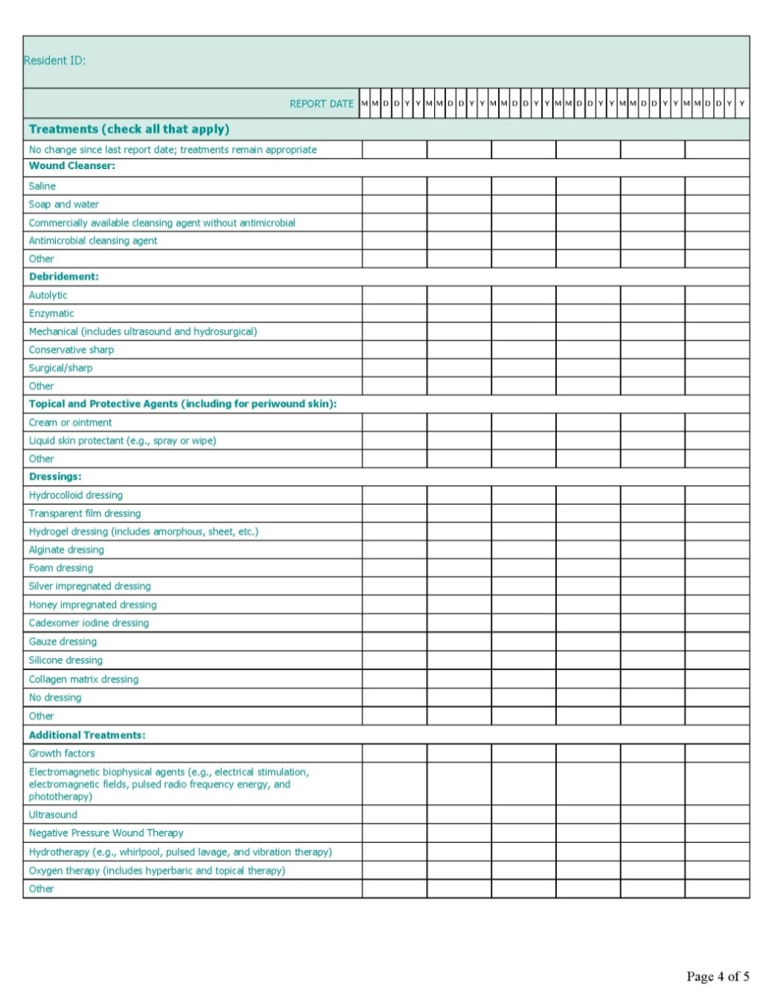 Resident ID:
REPORT DATE M M D D Y Y M M D D Y Y M M D D Y Y M M D D Y Y M M D D Y Y M M D D Y Y
Treatments (check all that apply)
No change since last report date; treatments remain appropriate
Wound Cleanser:
Saline
Soap and water
Commercially available cleansing agent without antimicrobial
Antimicrobial cleansing agent
Other
Debridement:
Autolytic
Enzymatic
Mechanical (includes ultrasound and hydrosurgical)
Conservative sharp
Surgical/sharp
Other
Topical and Protective Agents (including for periwound skin):
Cream or ointment
Liquid skin protectant (e.g., spray or wipe)
Other
Dressings:
Hydrocolloid dressing
Transparent film dressing
Hydrogel dressing (includes amorphous, sheet, etc.)
Alginate dressing
Foam dressing
Silver impregnated dressing
Honey impregnated dressing
Cadexomer iodine dressing
Gauze dressing
Silicone dressing
Collagen matrix dressing
No dressing
Other
Additional Treatments:
Growth factors
Electromagnetic biophysical agents (e.g., electrical stimulation,
electromagnetic fields, pulsed radio frequency energy, and
phototherapy)
Ultrasound
Negative Pressure Wound Therapy
Hydrotherapy (e.g., whirlpool, pulsed lavage, and vibration therapy)
Oxygen therapy (includes hyperbaric and topical therapy)
Other
Page 4 of 5